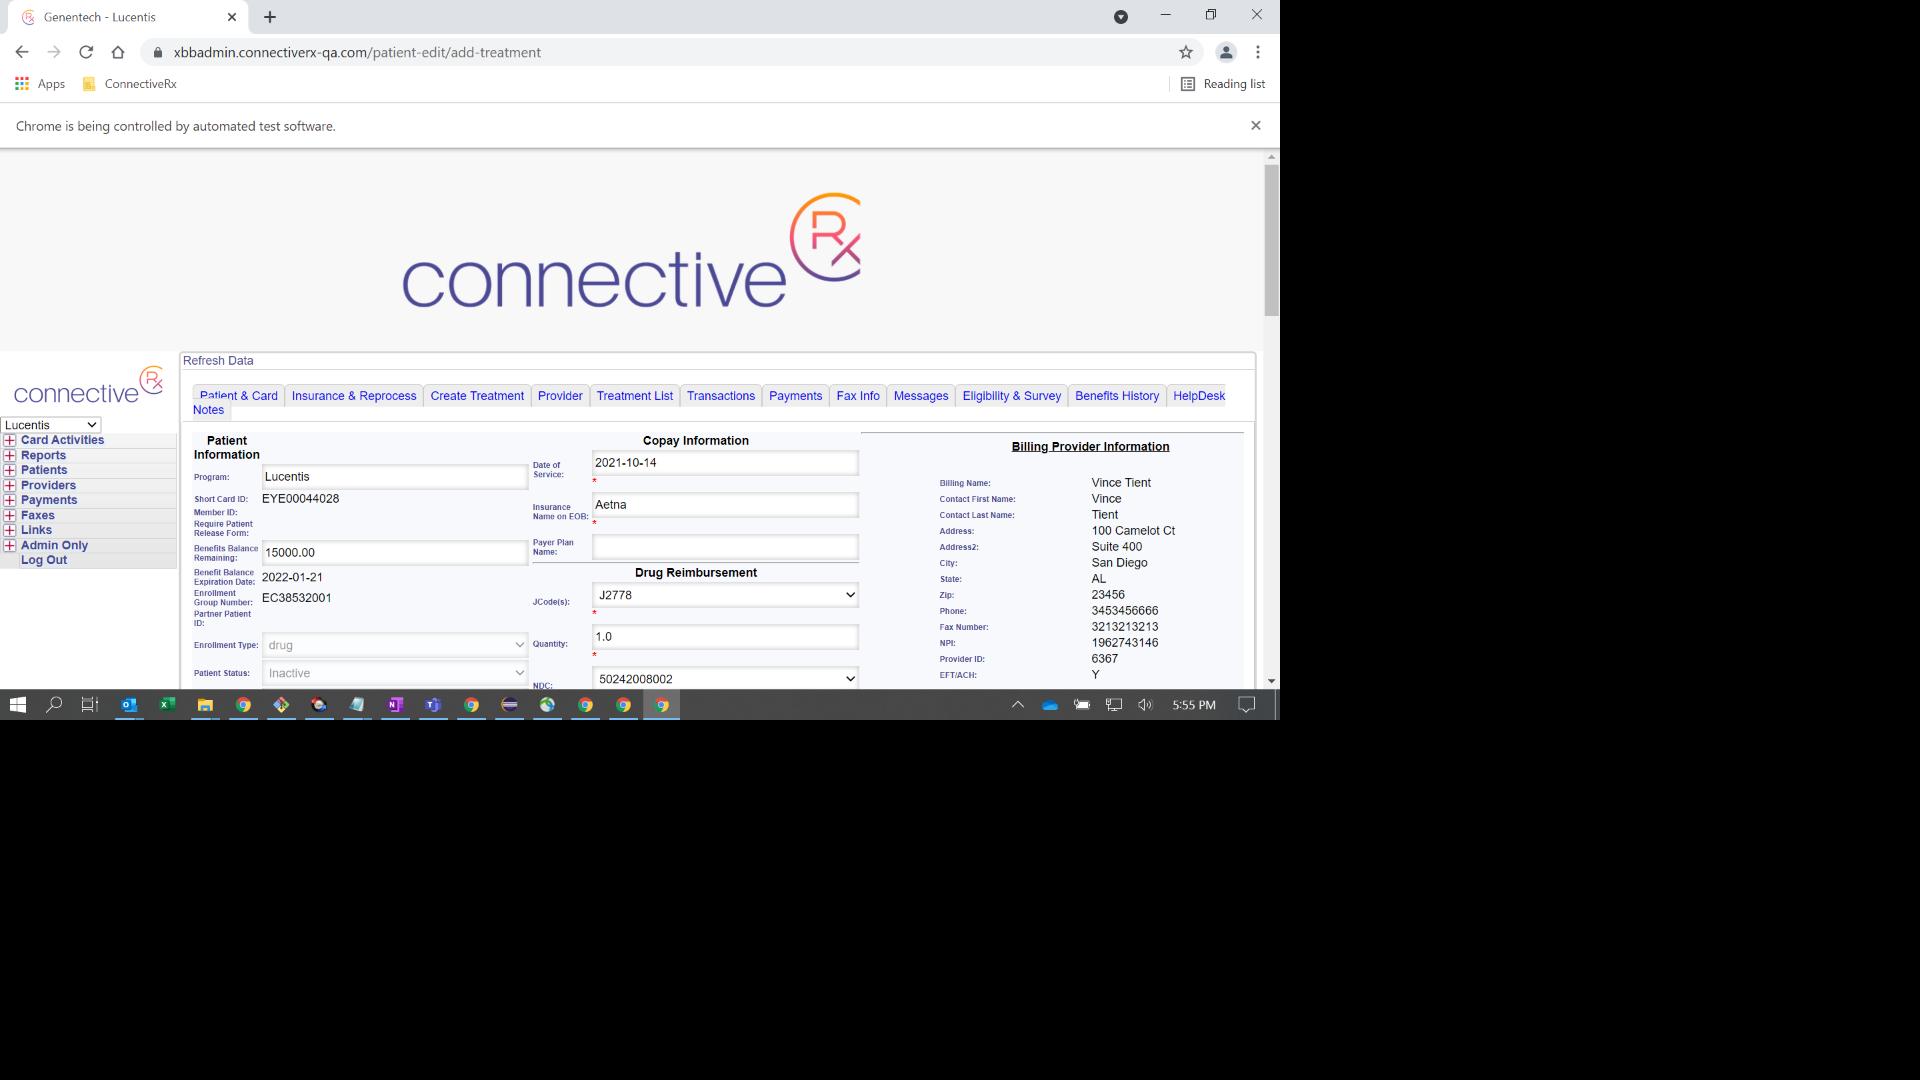 Genentech - Lucentis
xbbadmin.connectiverx-qa.com/patient-edit/add-treatment
Apps
ConnectiveRx
Reading list
Chrome is being controlled by automated test software.
connective Rx
connective Rx
Lucentis
Card Activities
Reports
Patients
Providers
Payments
Faxes
Links
Admin Only
Log Out
Refresh Data
Patient & Card Insurance & Reprocess Create Treatment Provider Treatment List Transactions Payments Fax Info Messages Eligibility & Survey Benefits History HelpDesk
Notes
Patient
Information
Program: Lucentis
Short Card ID: EYE00044028
Member ID:
Require Patient
Release Form:
Benefits Balance
Remaining: 15000.00
Benefit Balance
Expiration Date: 2022-01-21
Enrollment
Group Number: EC38532001
Partner Patient
ID:
Enrollment Type: drug
Patient Status: Inactive
Copay Information
Date of
Service: 2021-10-14
*
Insurance
Name on EOB: Aetna
*
Payer Plan
Name:
Drug Reimbursement
JCode(s): J2778
*
Quantity: 1.0
*
NDC: 50242008002
Billing Provider Information
Billing Name: Vince Tient
Contact First Name: Vince
Contact Last Name: Tient
Address: 100 Camelot Ct
Address2: Suite 400
City: San Diego
State: AL
Zip: 23456
Phone: 3453456666
Fax Number: 3213213213
NPI: 1962743146
Provider ID: 6367
EFT/ACH: Y
5:55 PM